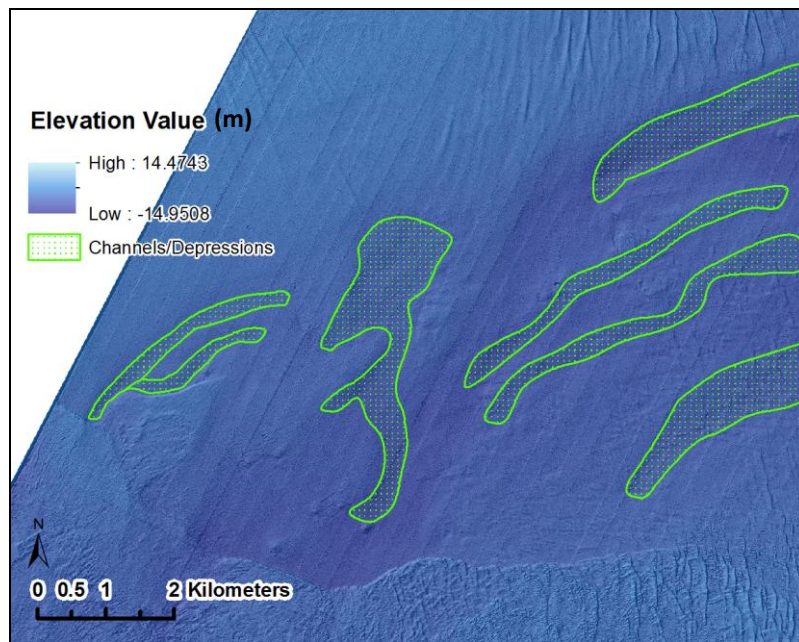 Elevation Value (m)
High : 14.4743
Low : -14.9508
Channels/Depressions
N
0 0.5 1 2 Kilometers